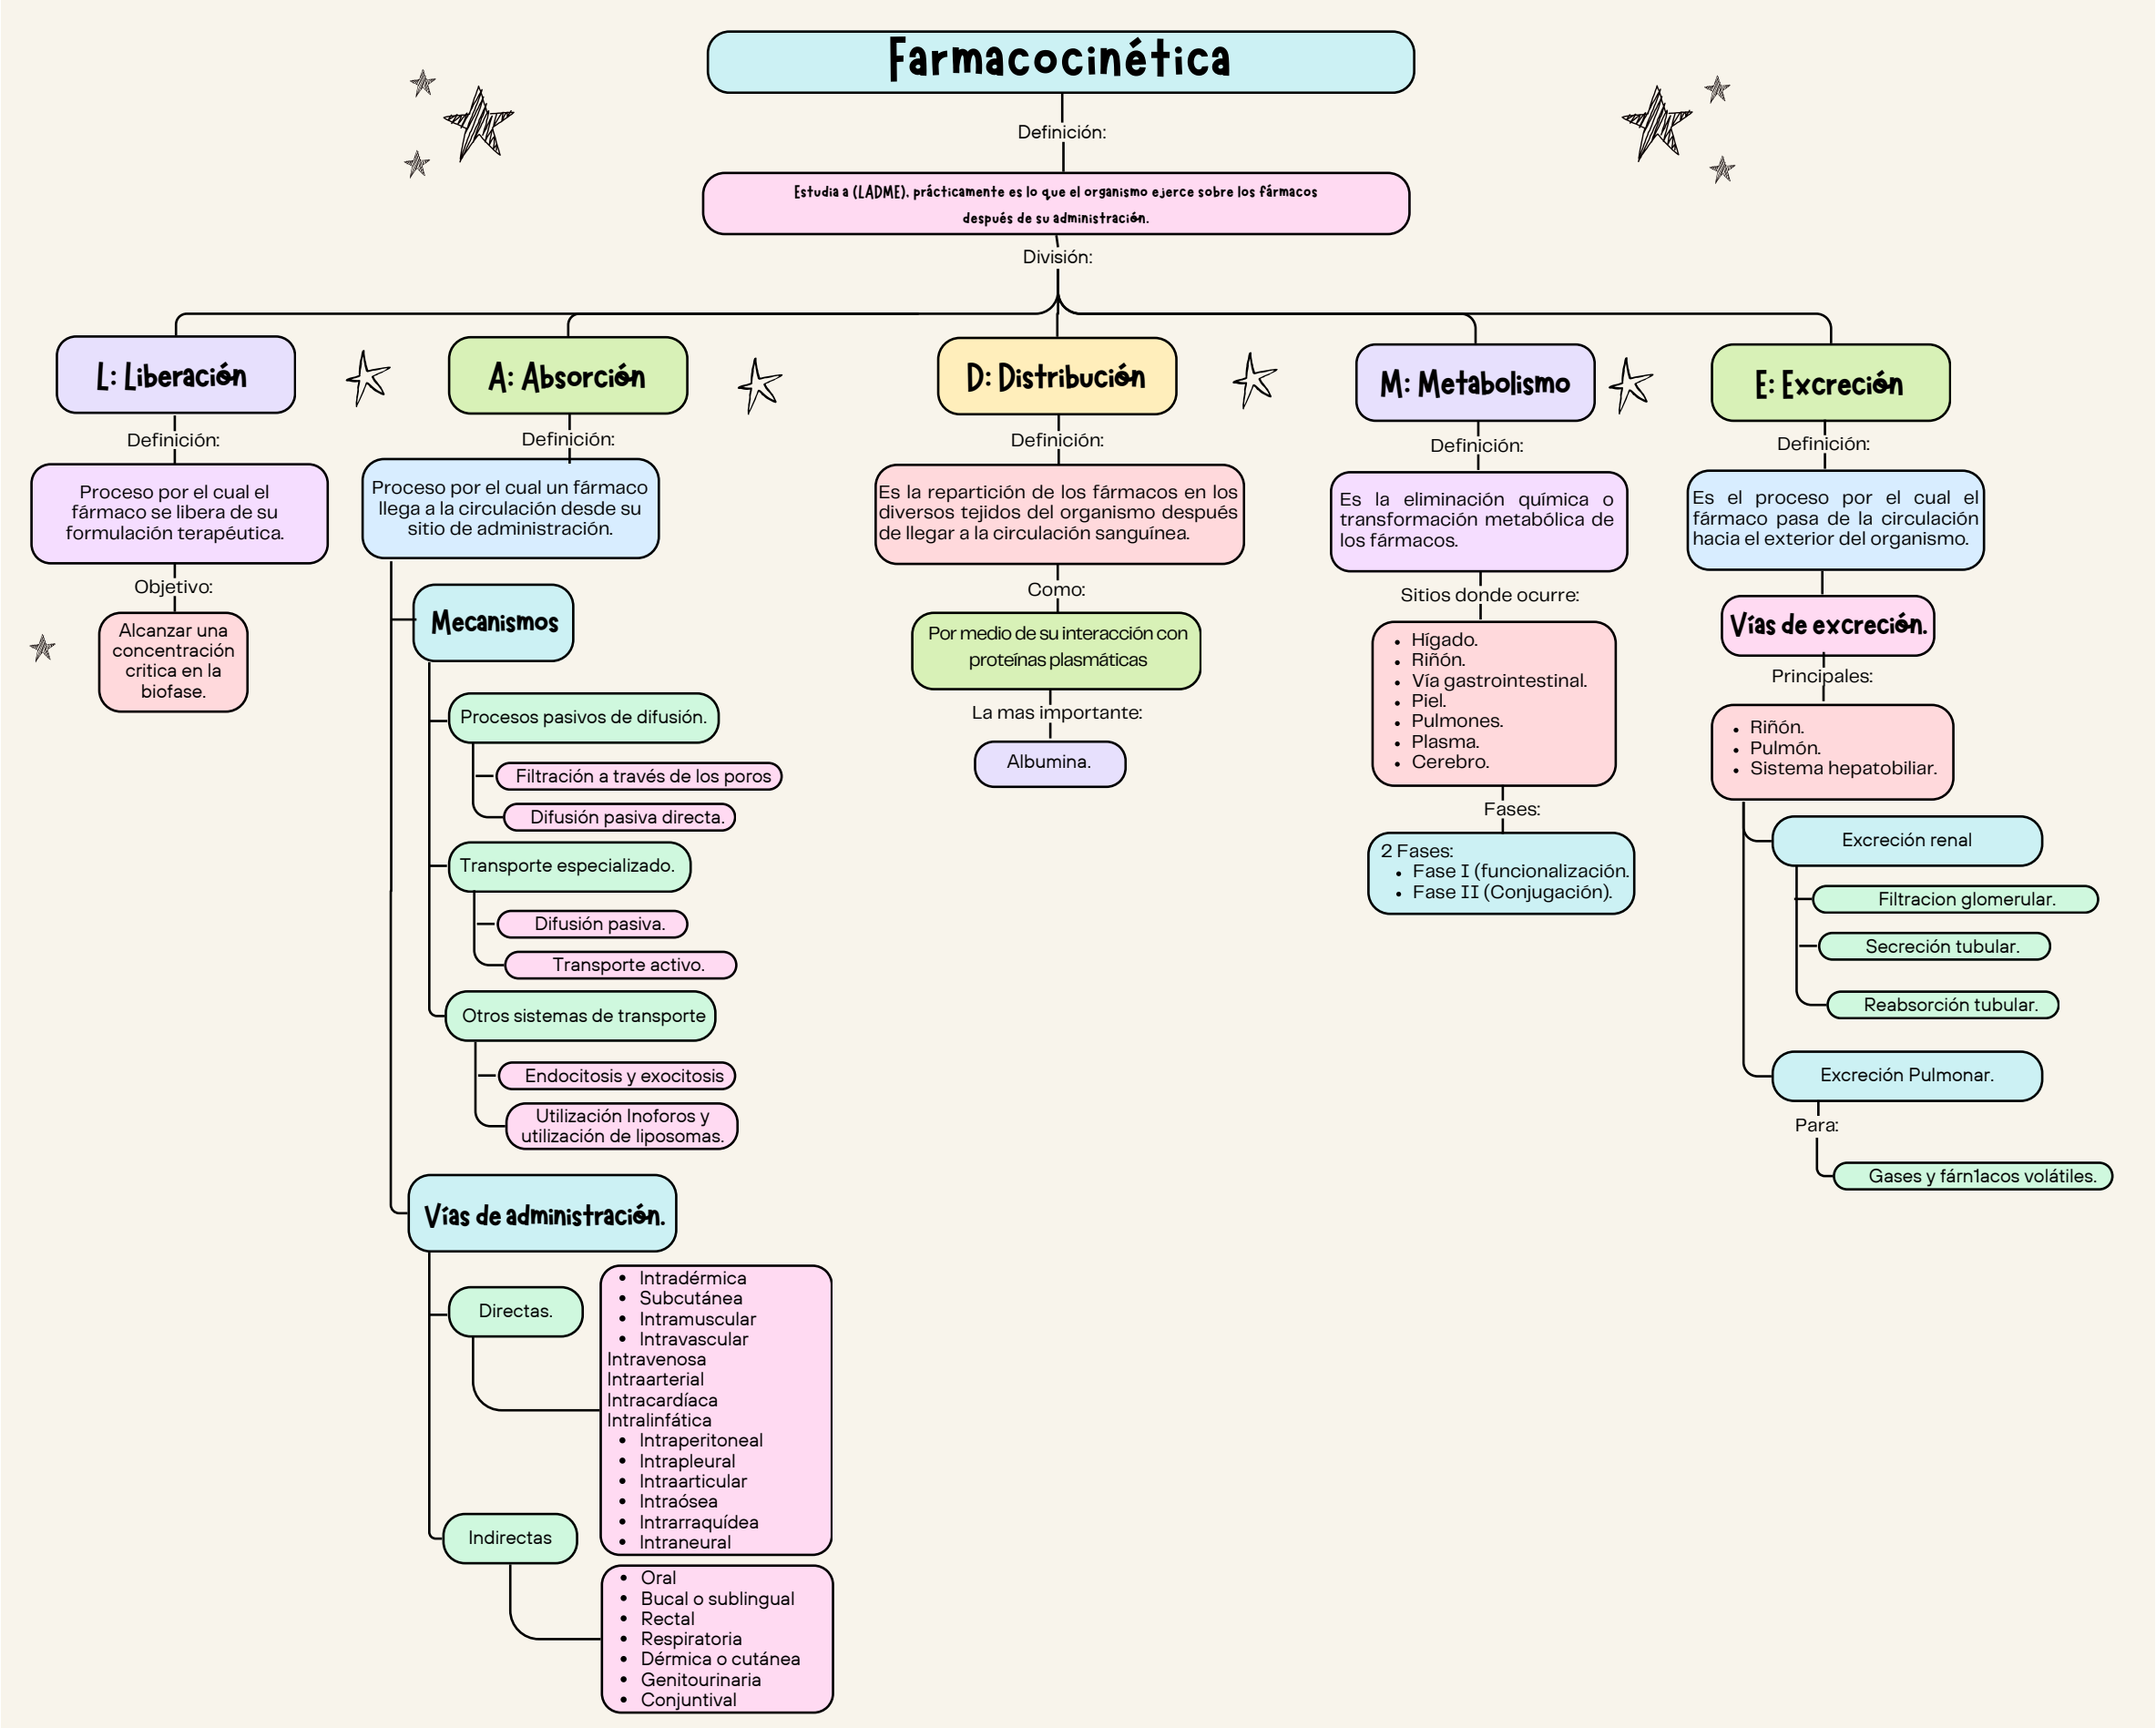 Farmacocinética
Definición:
Estudia a (LADME), prácticamente es lo que el organismo ejerce sobre los fármacos
después de su administración.
División:
L: Liberación
Definición:
Proceso por el cual el
fármaco se libera de su
formulación terapéutica.
Objetivo:
Alcanzar una
concentración
critica en la
biofase.
A: Absorción
Definición:
Proceso por el cual un fármaco
llega a la circulación desde su
sitio de administración.
Mecanismos
Procesos pasivos de difusión.
Filtración a través de los poros
Difusión pasiva directa.
Transporte especializado.
Difusión pasiva.
Transporte activo.
Otros sistemas de transporte
Endocitosis y exocitosis
Utilización Inoforos y
utilización de liposomas.
Vías de administración.
Directas.
• Intradérmica
• Subcutánea
• Intramuscular
• Intravascular
Intravenosa
Intraarterial
Intracardíaca
Intralinfática
• Intraperitoneal
• Intrapleural
• Intraarticular
• Intraósea
• Intrarraquídea
• Intraneural
Indirectas
• Oral
• Bucal o sublingual
• Rectal
• Respiratoria
• Dérmica o cutánea
• Genitourinaria
• Conjuntival
D: Distribución
Definición:
Es la repartición de los fármacos en los
diversos tejidos del organismo después
de llegar a la circulación sanguínea.
Como:
Por medio de su interacción con
proteínas plasmáticas
La mas importante:
Albumina.
M: Metabolismo
Definición:
Es la eliminación química o
transformación metabólica de
los fármacos.
Sitios donde ocurre:
• Hígado.
• Riñón.
• Vía gastrointestinal.
• Piel.
• Pulmones.
• Plasma.
• Cerebro.
Fases:
2 Fases:
• Fase I (funcionalización.
• Fase II (Conjugación).
E: Excreción
Definición:
Es el proceso por el cual el
fármaco pasa de la circulación
hacia el exterior del organismo.
Vías de excreción.
Principales:
• Riñón.
• Pulmón.
• Sistema hepatobiliar.
Excreción renal
Filtracion glomerular.
Secreción tubular.
Reabsorción tubular.
Excreción Pulmonar.
Para:
Gases y fárn1acos volátiles.